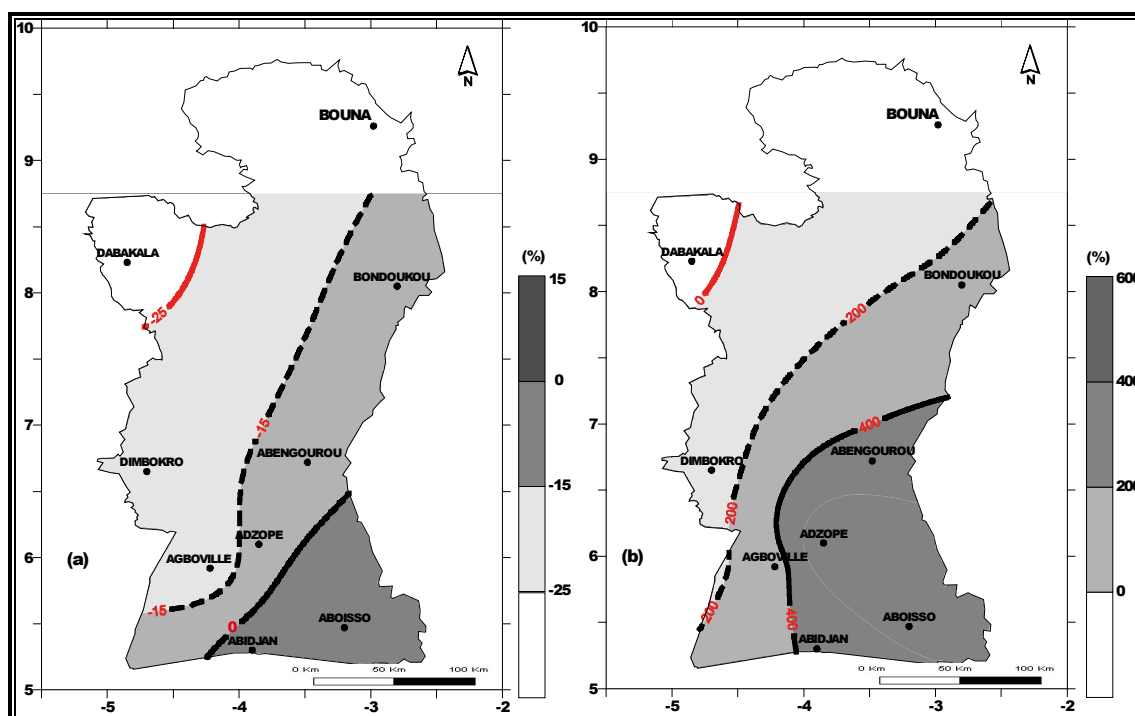 10
9
8
7
6
5
-5
-4
-3
-2
N
BOUNA
DABAKALA
-25
BONDOUKOU
-15
ABENGOUROU
DIMBOKRO
ADZOPE
(a)
AGBOVILLE
-15
ABOISSO
0
ABIDJAN
0 Km
50 Km
100 Km
(%)
15
0
-15
-25
10
9
8
7
6
5
-5
-4
-3
-2
N
BOUNA
DABAKALA
0
BONDOUKOU
200
400
ABENGOUROU
DIMBOKRO
200
ADZOPE
(b)
AGBOVILLE
200
400
ABOISSO
ABIDJAN
0 Km
50 Km
100 Km
(%)
600
400
200
0